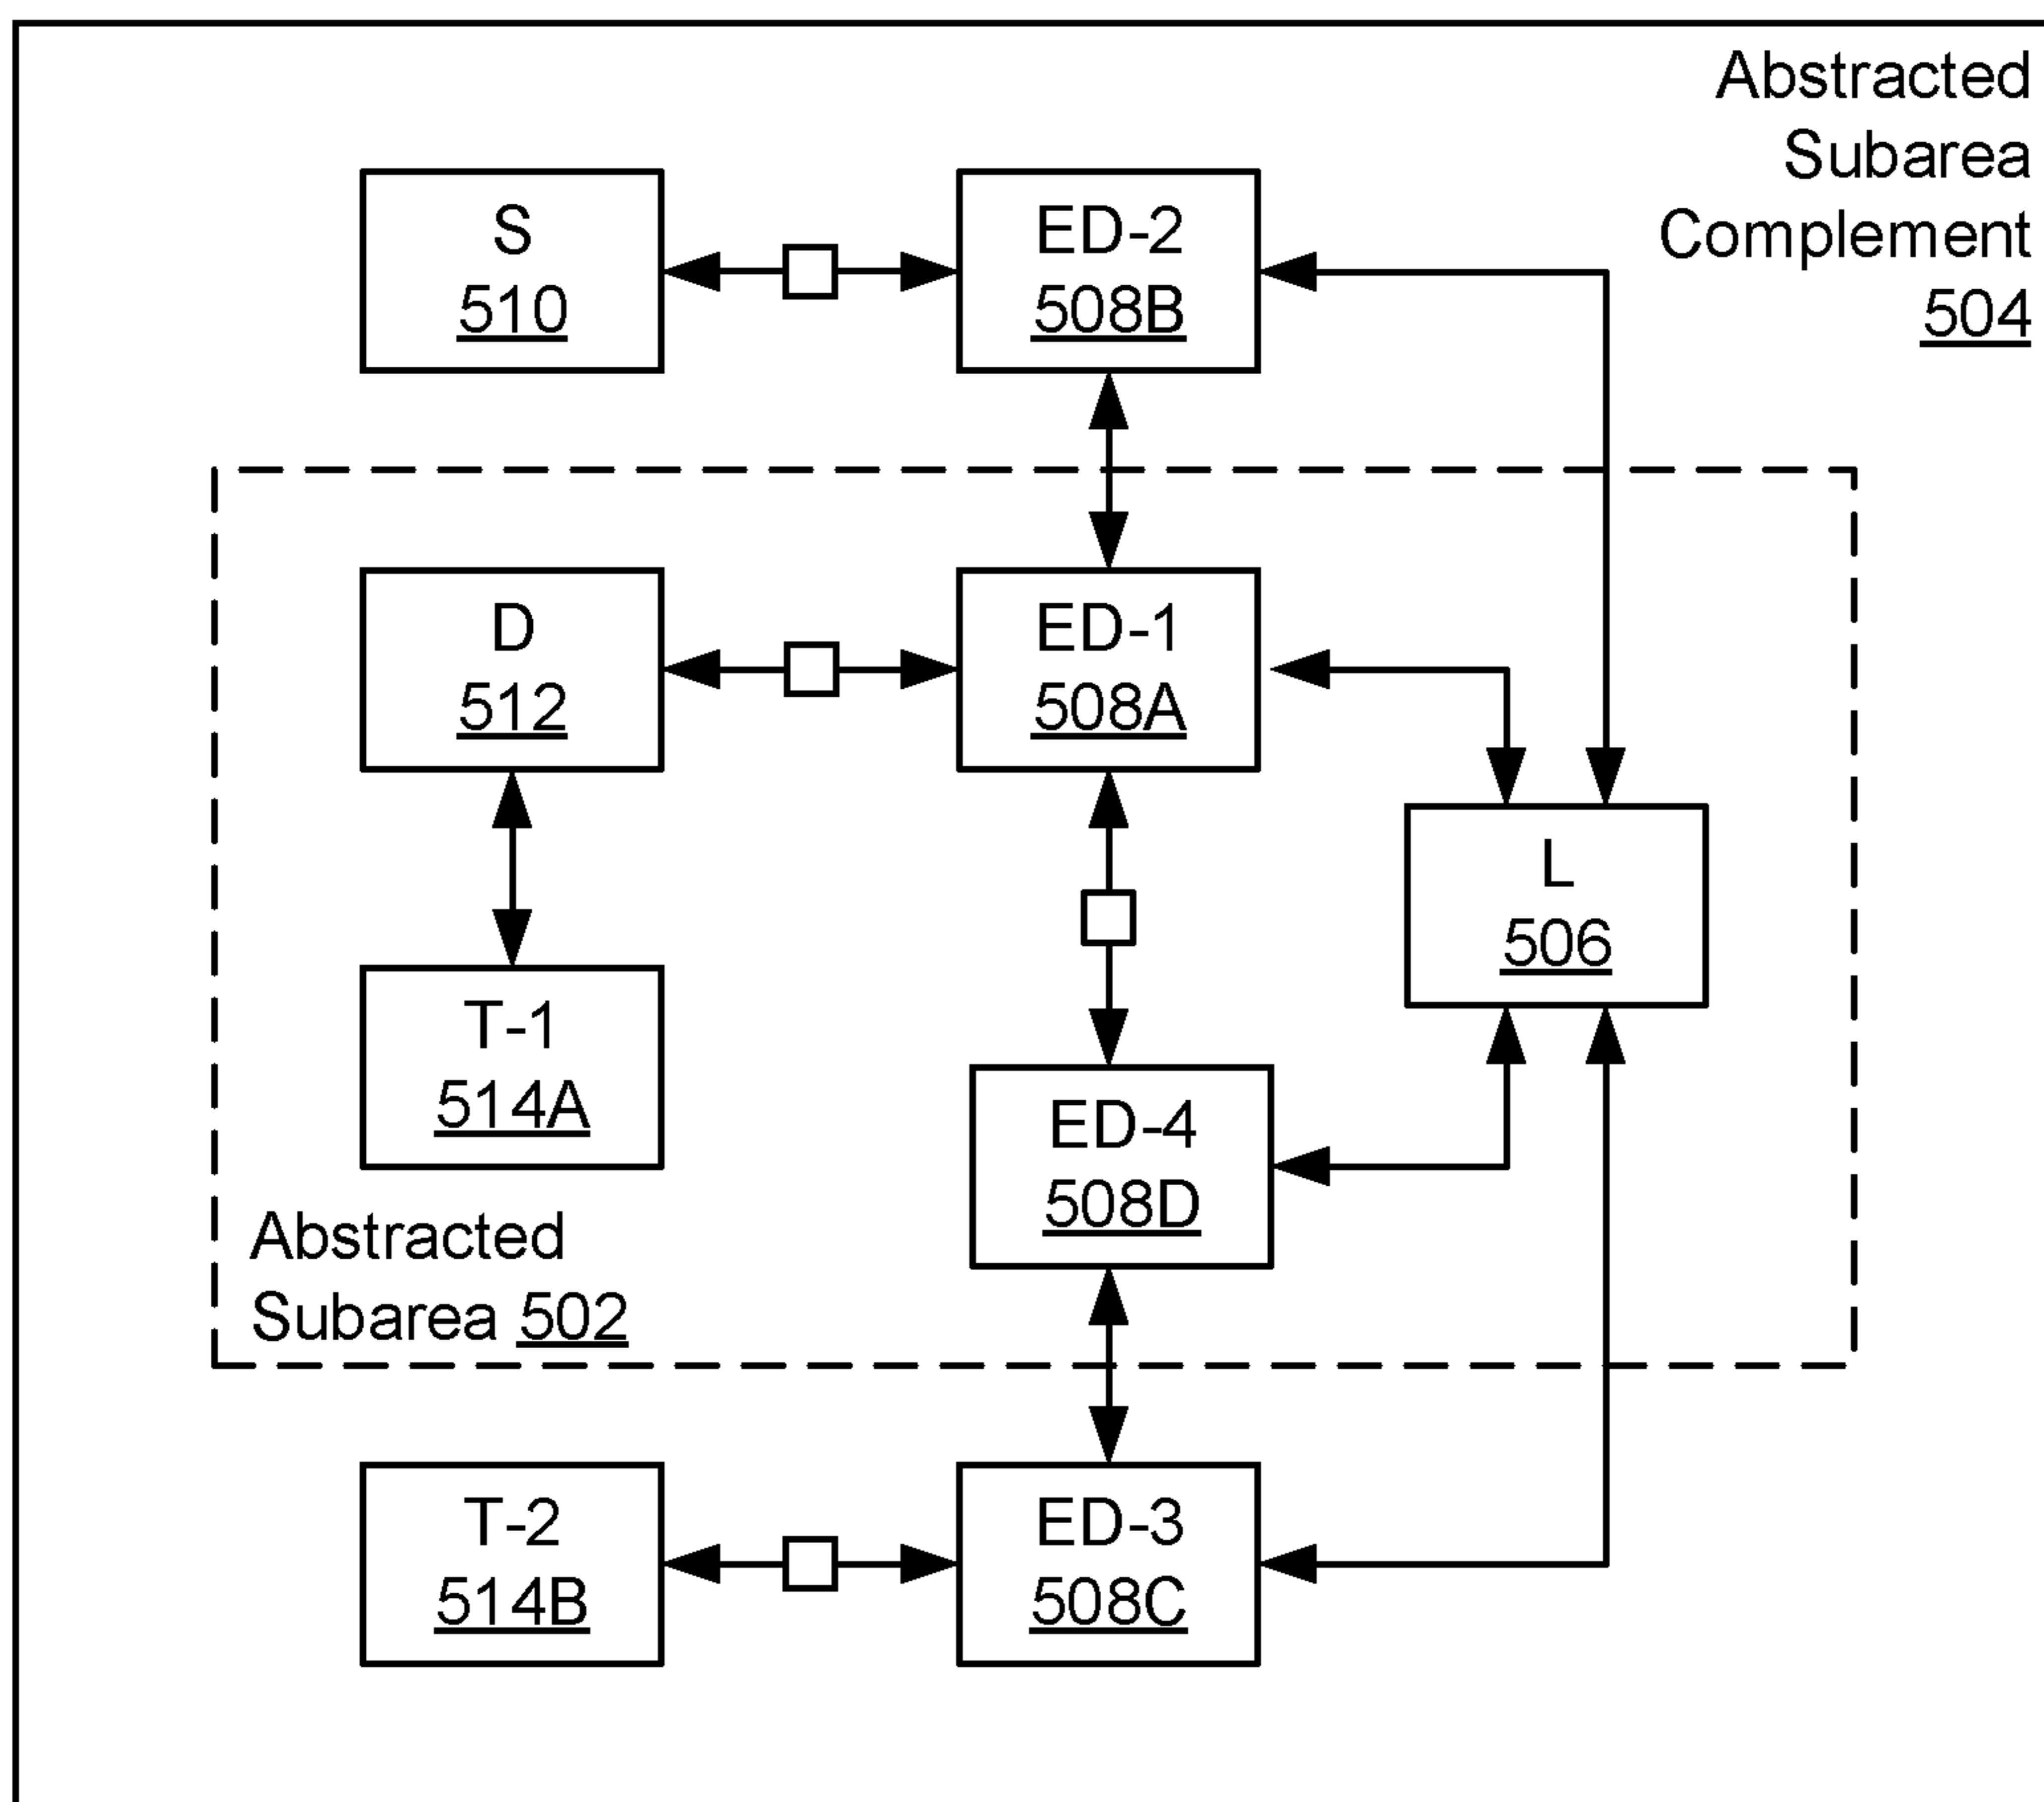 Abstracted
Subarea
Complement
504
S
510
ED-2
508B
D
512
ED-1
508A
L
506
T-1
514A
ED-4
508D
Abstracted
Subarea 502
T-2
514B
ED-3
508C